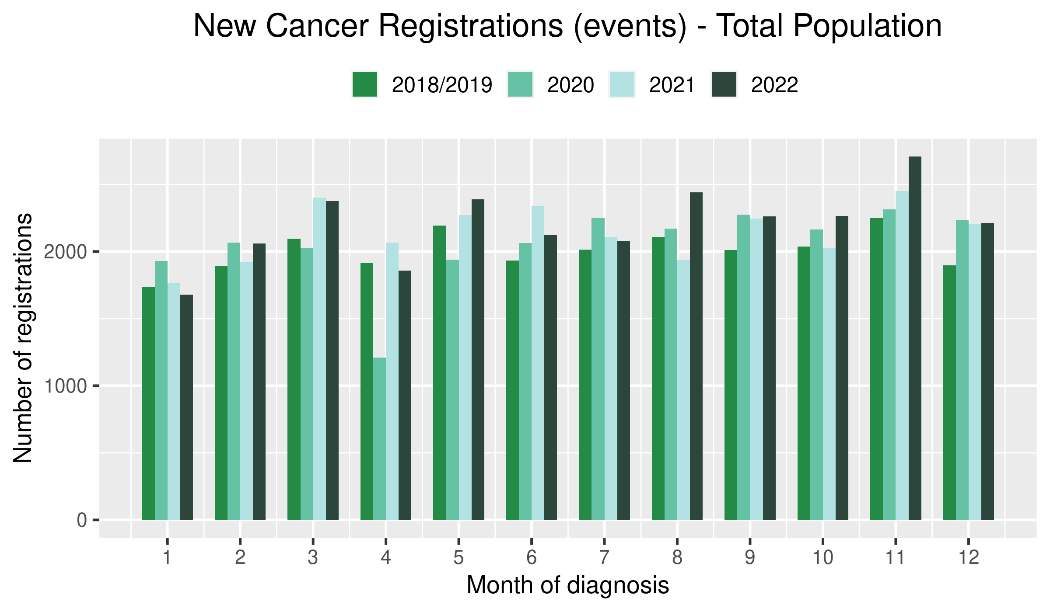 New Cancer Registrations (events) - Total Population
2018/2019 2020 2021 2022
Number of registrations
2000
1000
0
1 2 3 4 5 6 7 8 9 10 11 12
Month of diagnosis